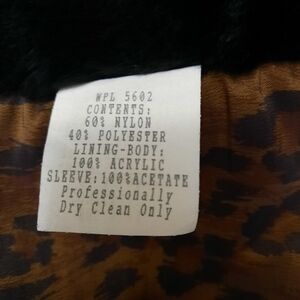 WPL 5602
CONTENTS:
60% NYLON
40% POLYESTER
LINING-BODY:
100% ACRYLIC
SLEEVE:100%ACETATE
Professionally
Dry Clean Only